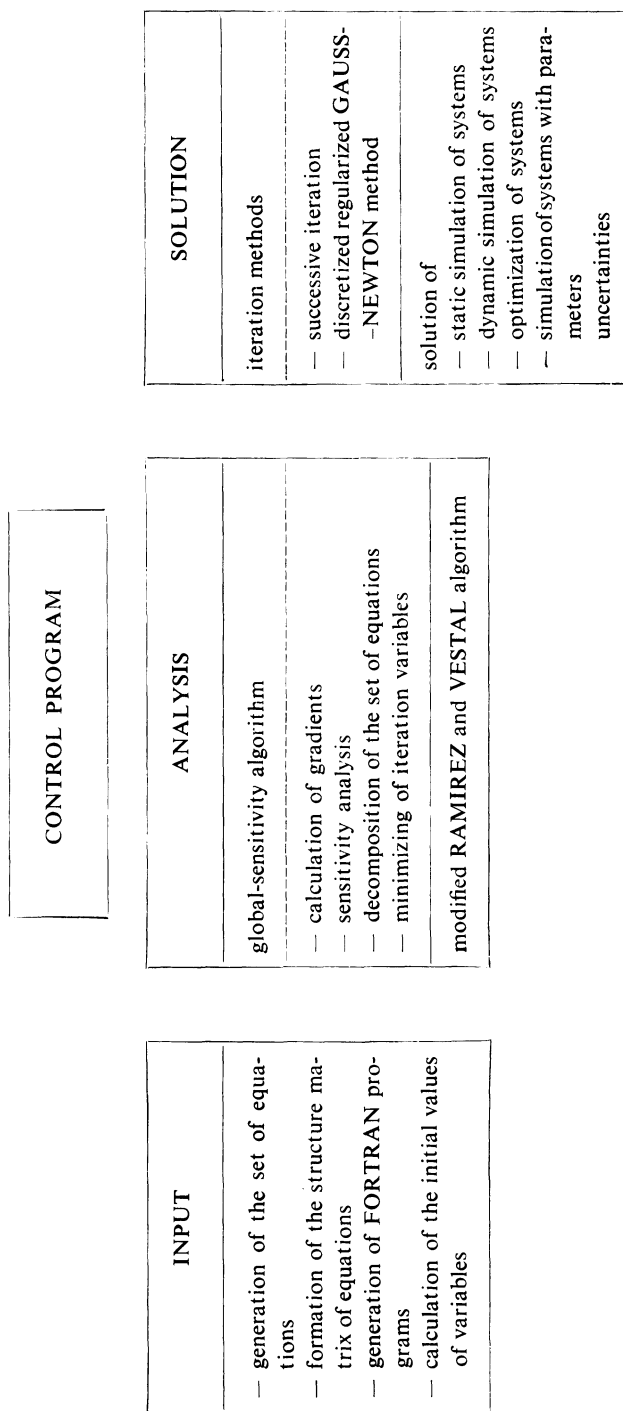 CONTROL PROGRAM
INPUT
— generation of the set of equa-
tions
— formation of the structure ma-
trix of equations
— generation of FORTRAN pro-
grams
— calculation of the initial values
of variables
ANALYSIS
global-sensitivity algorithm
— calculation of gradients
— sensitivity analysis
— decomposition of the set of equations
— minimizing of iteration variables
modified RAMIREZ and VESTAL algorithm
SOLUTION
iteration methods
— successive iteration
— discretized regularized GAUSS-
-NEWTON method
solution of
— static simulation of systems
— dynamic simulation of systems
— optimization of systems
— simulation of systems with para-
meters
uncertainties